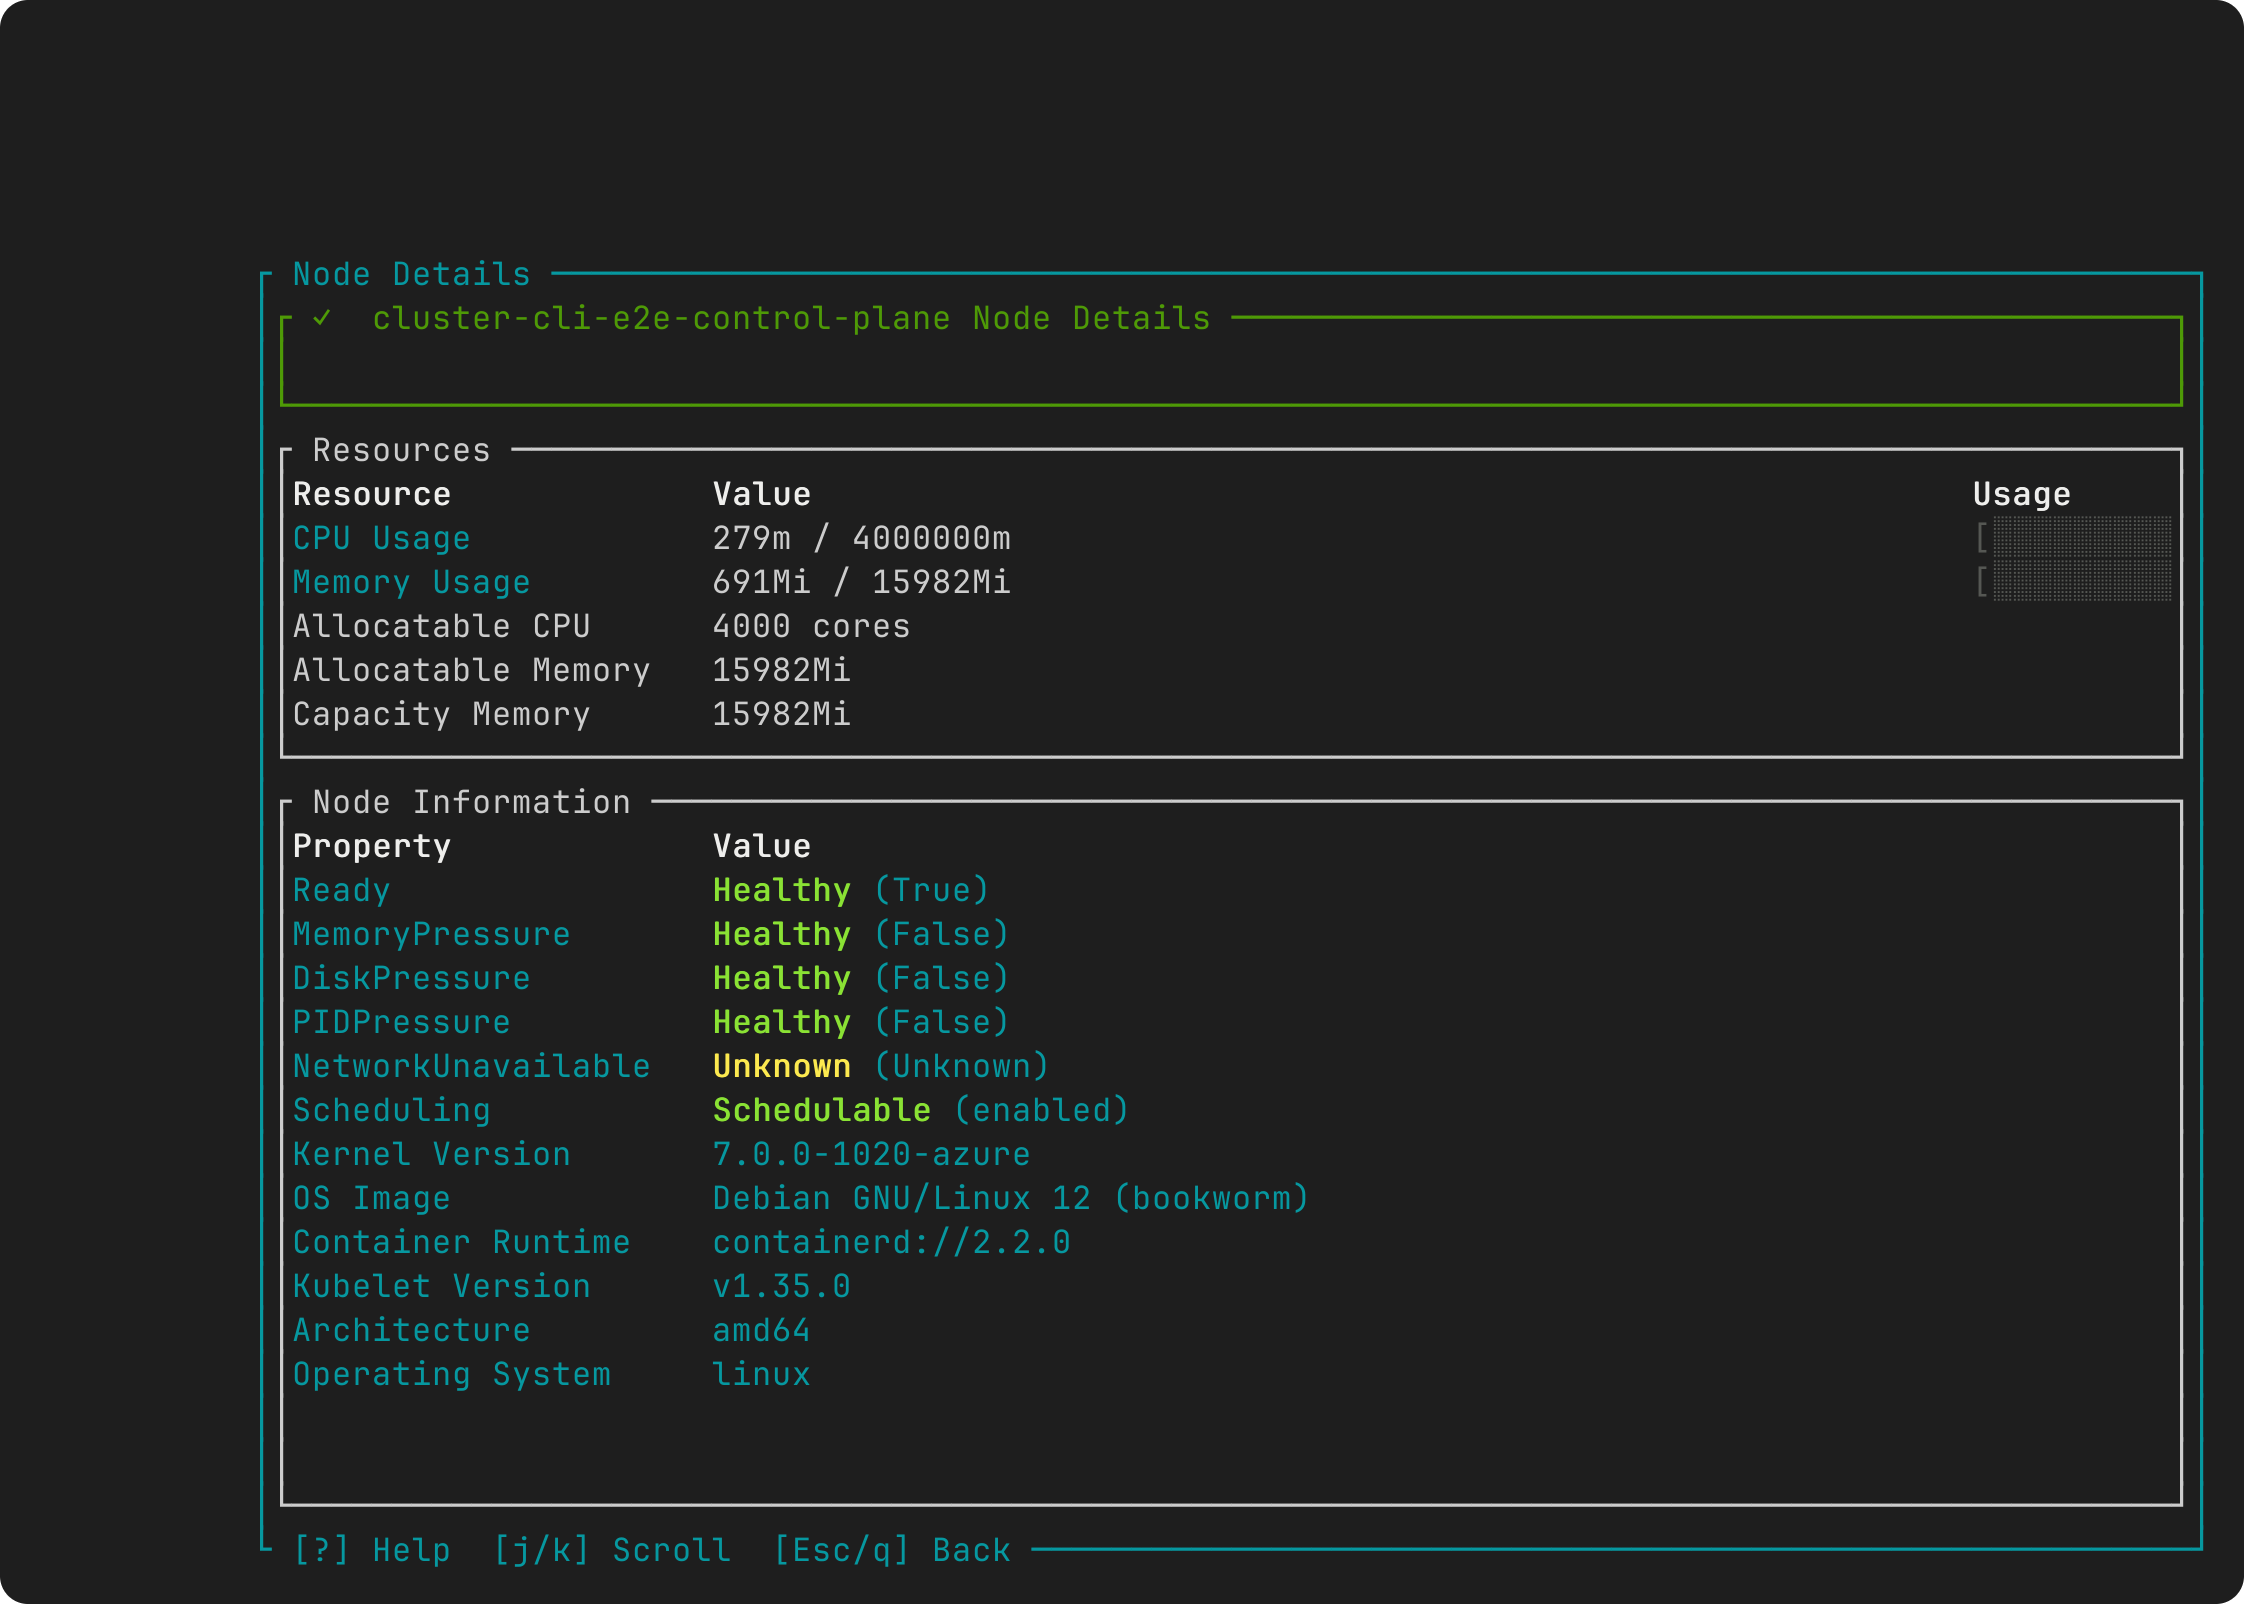 Node Details
✓ cluster-cli-e2e-control-plane Node Details
Resources
Resource Value Usage
CPU Usage 279m / 4000000m [
Memory Usage 691Mi / 15982Mi [
Allocatable CPU 4000 cores
Allocatable Memory 15982Mi
Capacity Memory 15982Mi
Node Information
Property Value
Ready Healthy (True)
MemoryPressure Healthy (False)
DiskPressure Healthy (False)
PIDPressure Healthy (False)
NetworkUnavailable Unknown (Unknown)
Scheduling Schedulable (enabled)
Kernel Version 7.0.0-1020-azure
OS Image Debian GNU/Linux 12 (bookworm)
Container Runtime containerd://2.2.0
Kubelet Version v1.35.0
Architecture amd64
Operating System linux
[?] Help [j/k] Scroll [Esc/q] Back